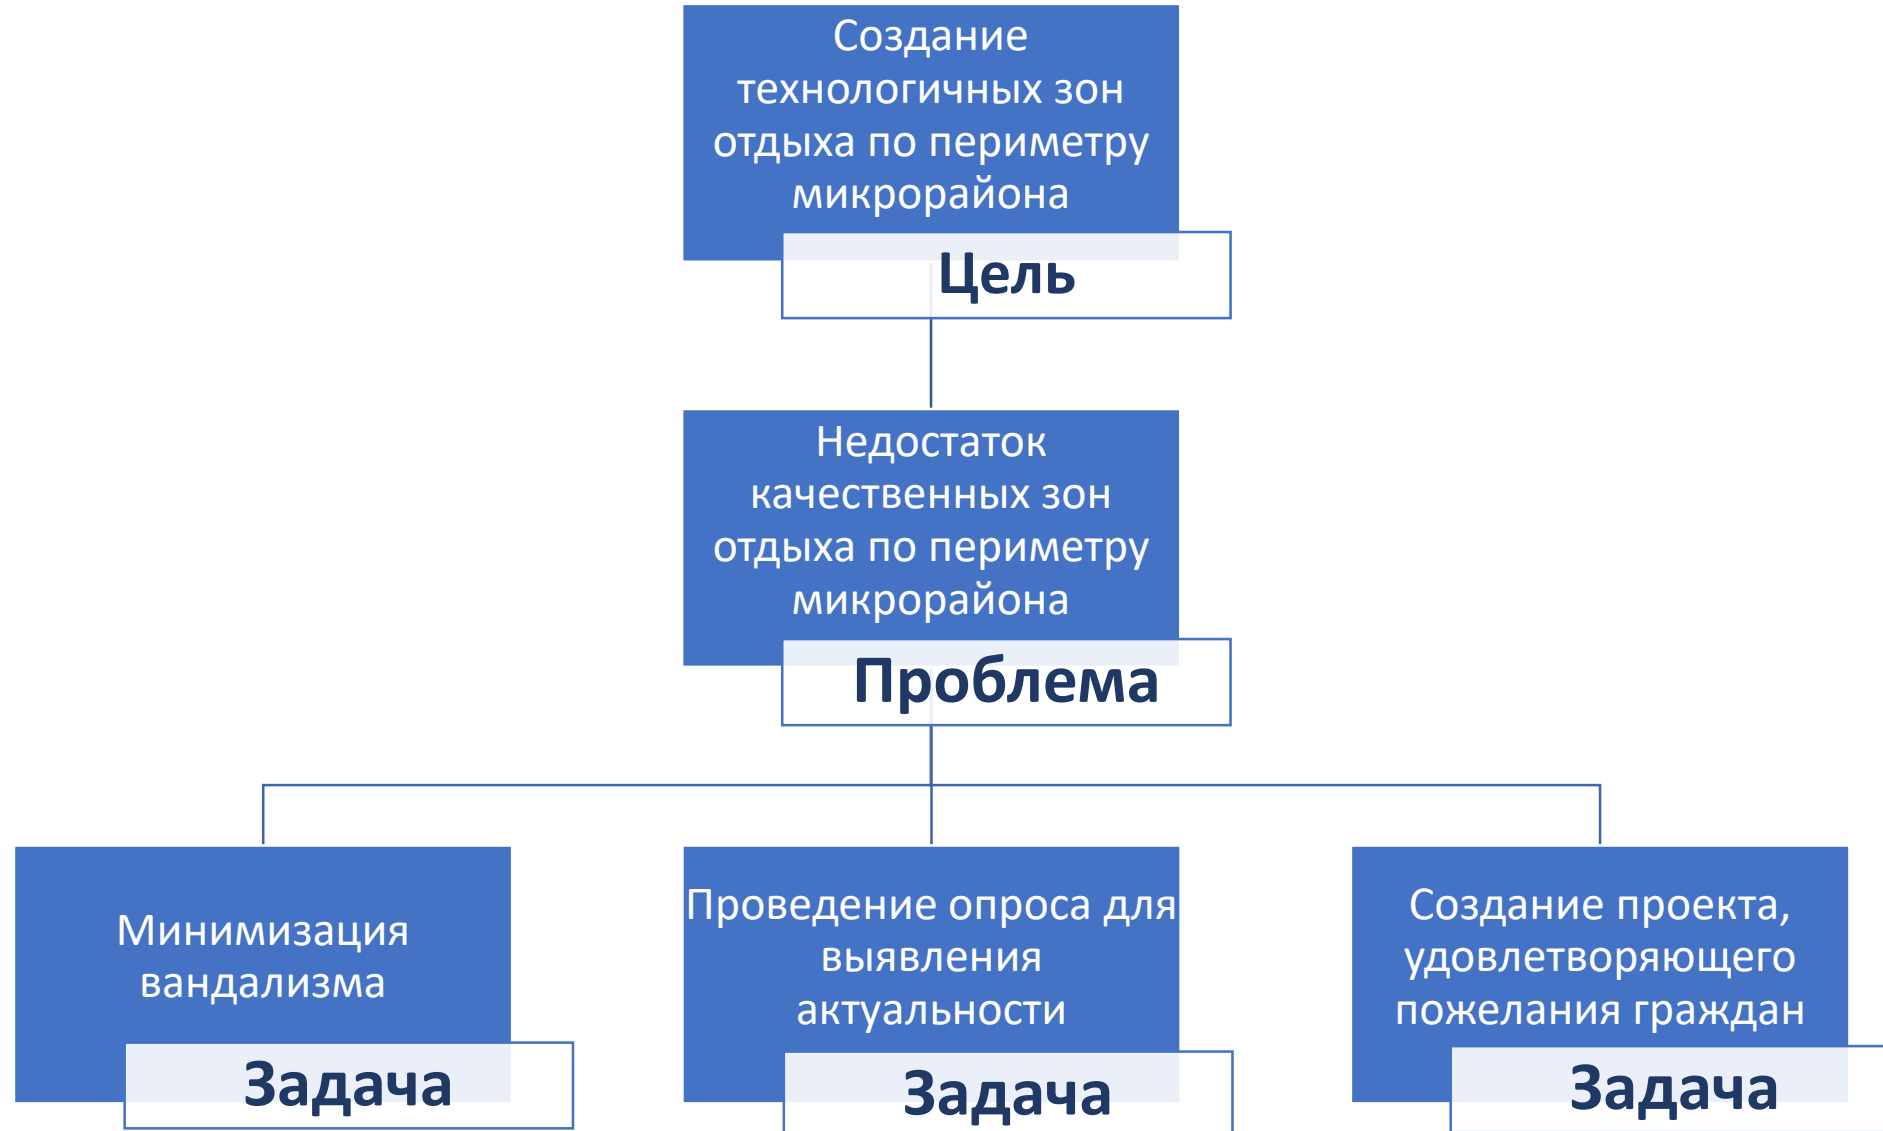 Создание
технологичных зон
отдыха по периметру
микрорайона
Цель
Недостаток
качественных зон
отдыха по периметру
микрорайона
Проблема
Минимизация
вандализма
Задача
Проведение опроса для
выявления
актуальности
Задача
Создание проекта,
удовлетворяющего
пожелания граждан
Задача